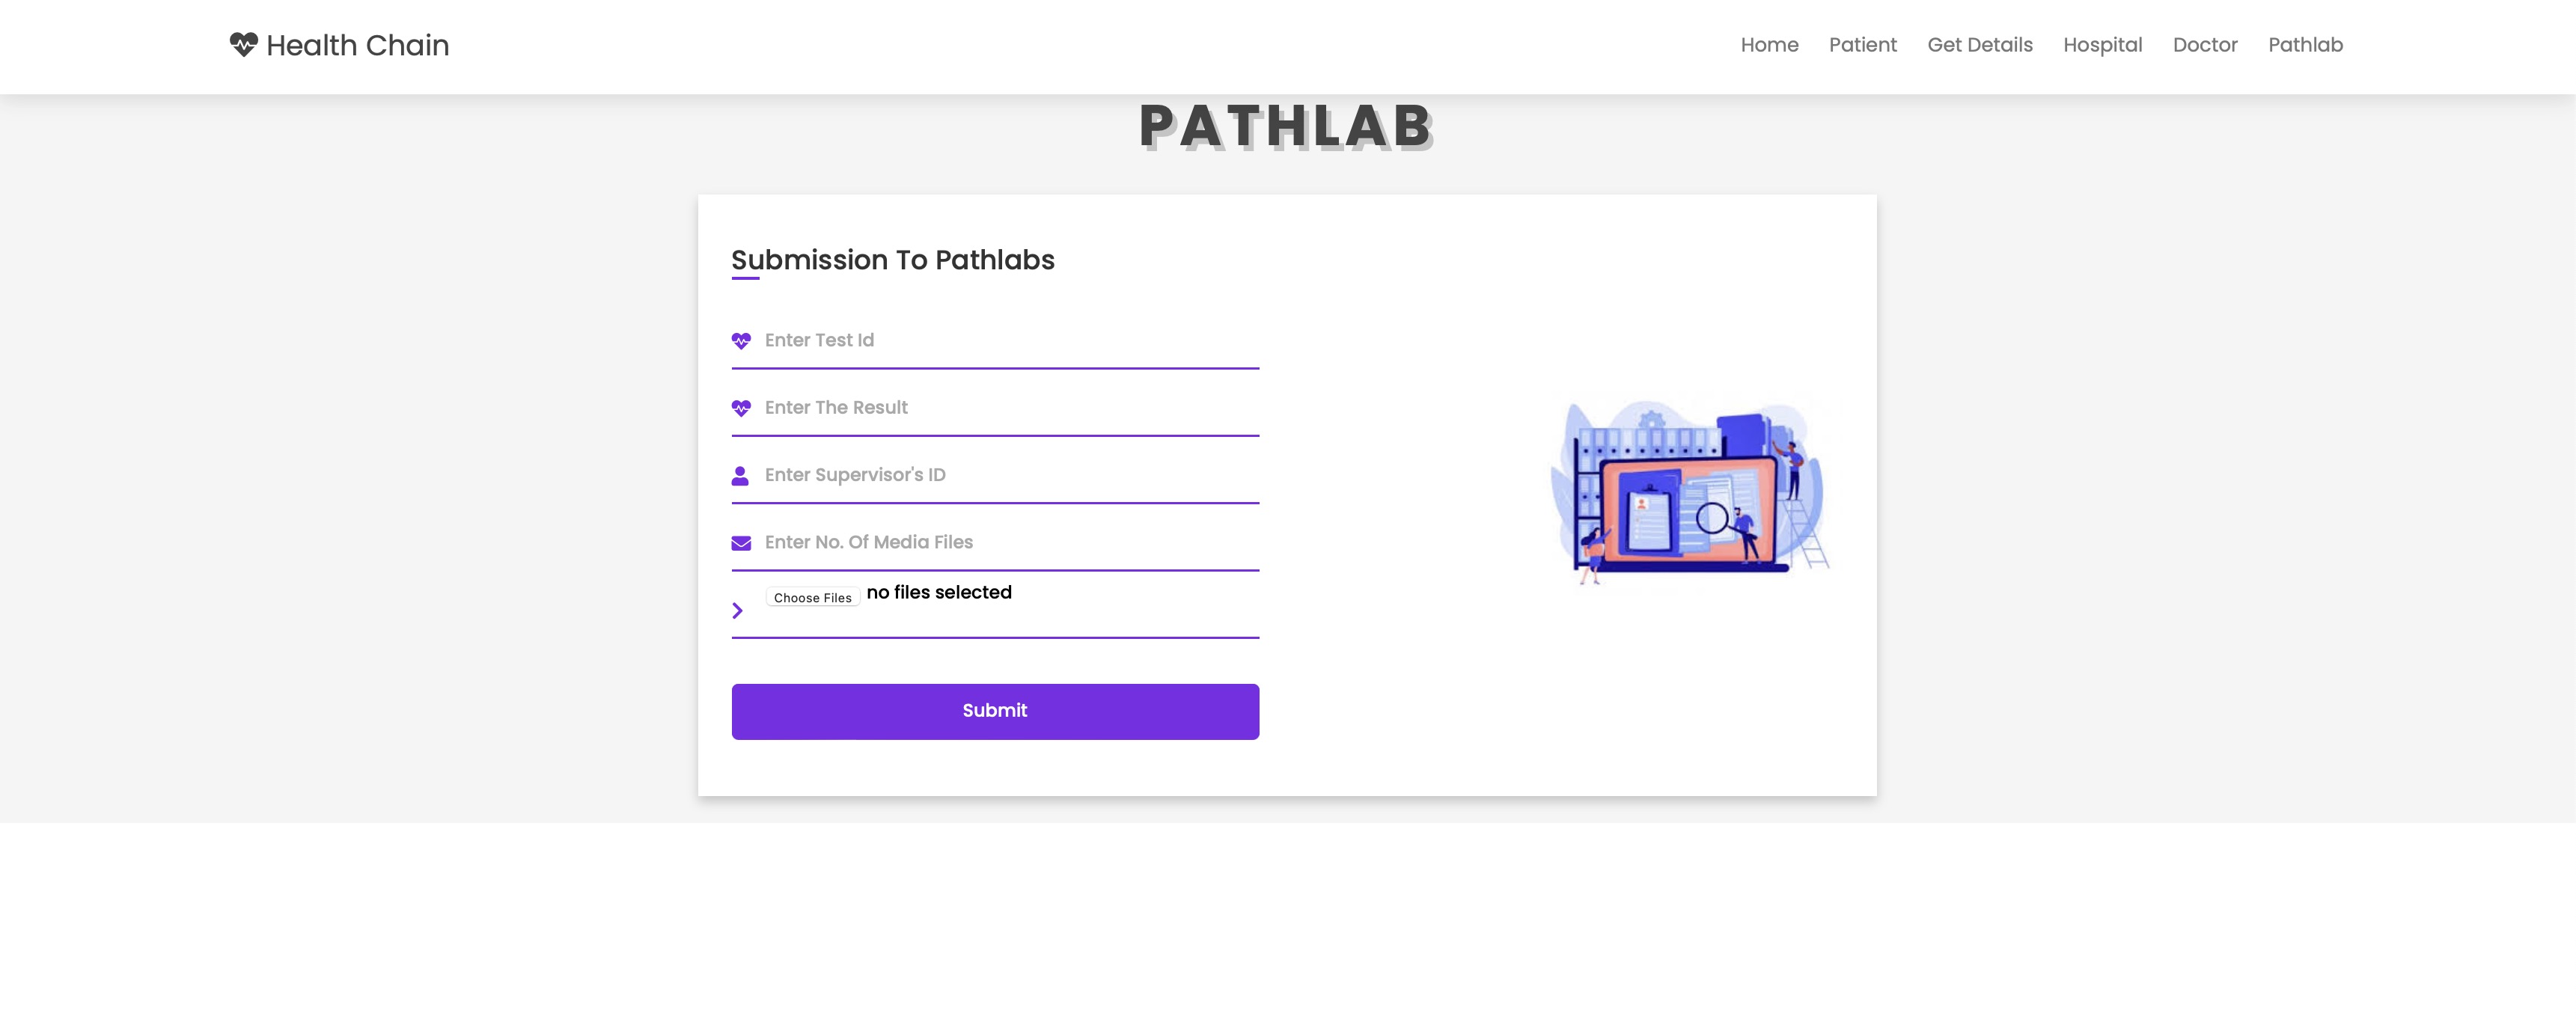 Health Chain
Home Patient Get Details Hospital Doctor Pathlab
PATHLAB
Submission To Pathlabs
Enter Test Id
Enter The Result
Enter Supervisor's ID
Enter No. Of Media Files
Choose Files no files selected
Submit